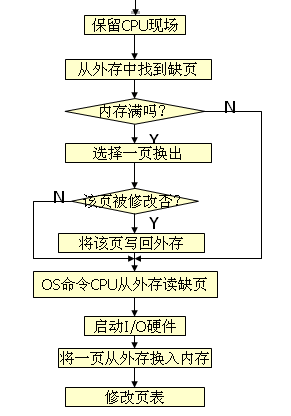 保留CPU现场
从外存中找到缺页
内存满吗?
N
Y
选择一页换出
N
该页被修改否?
Y
将该页写回外存
OS命令CPU从外存读缺页
启动I/O硬件
将一页从外存换入内存
修改页表